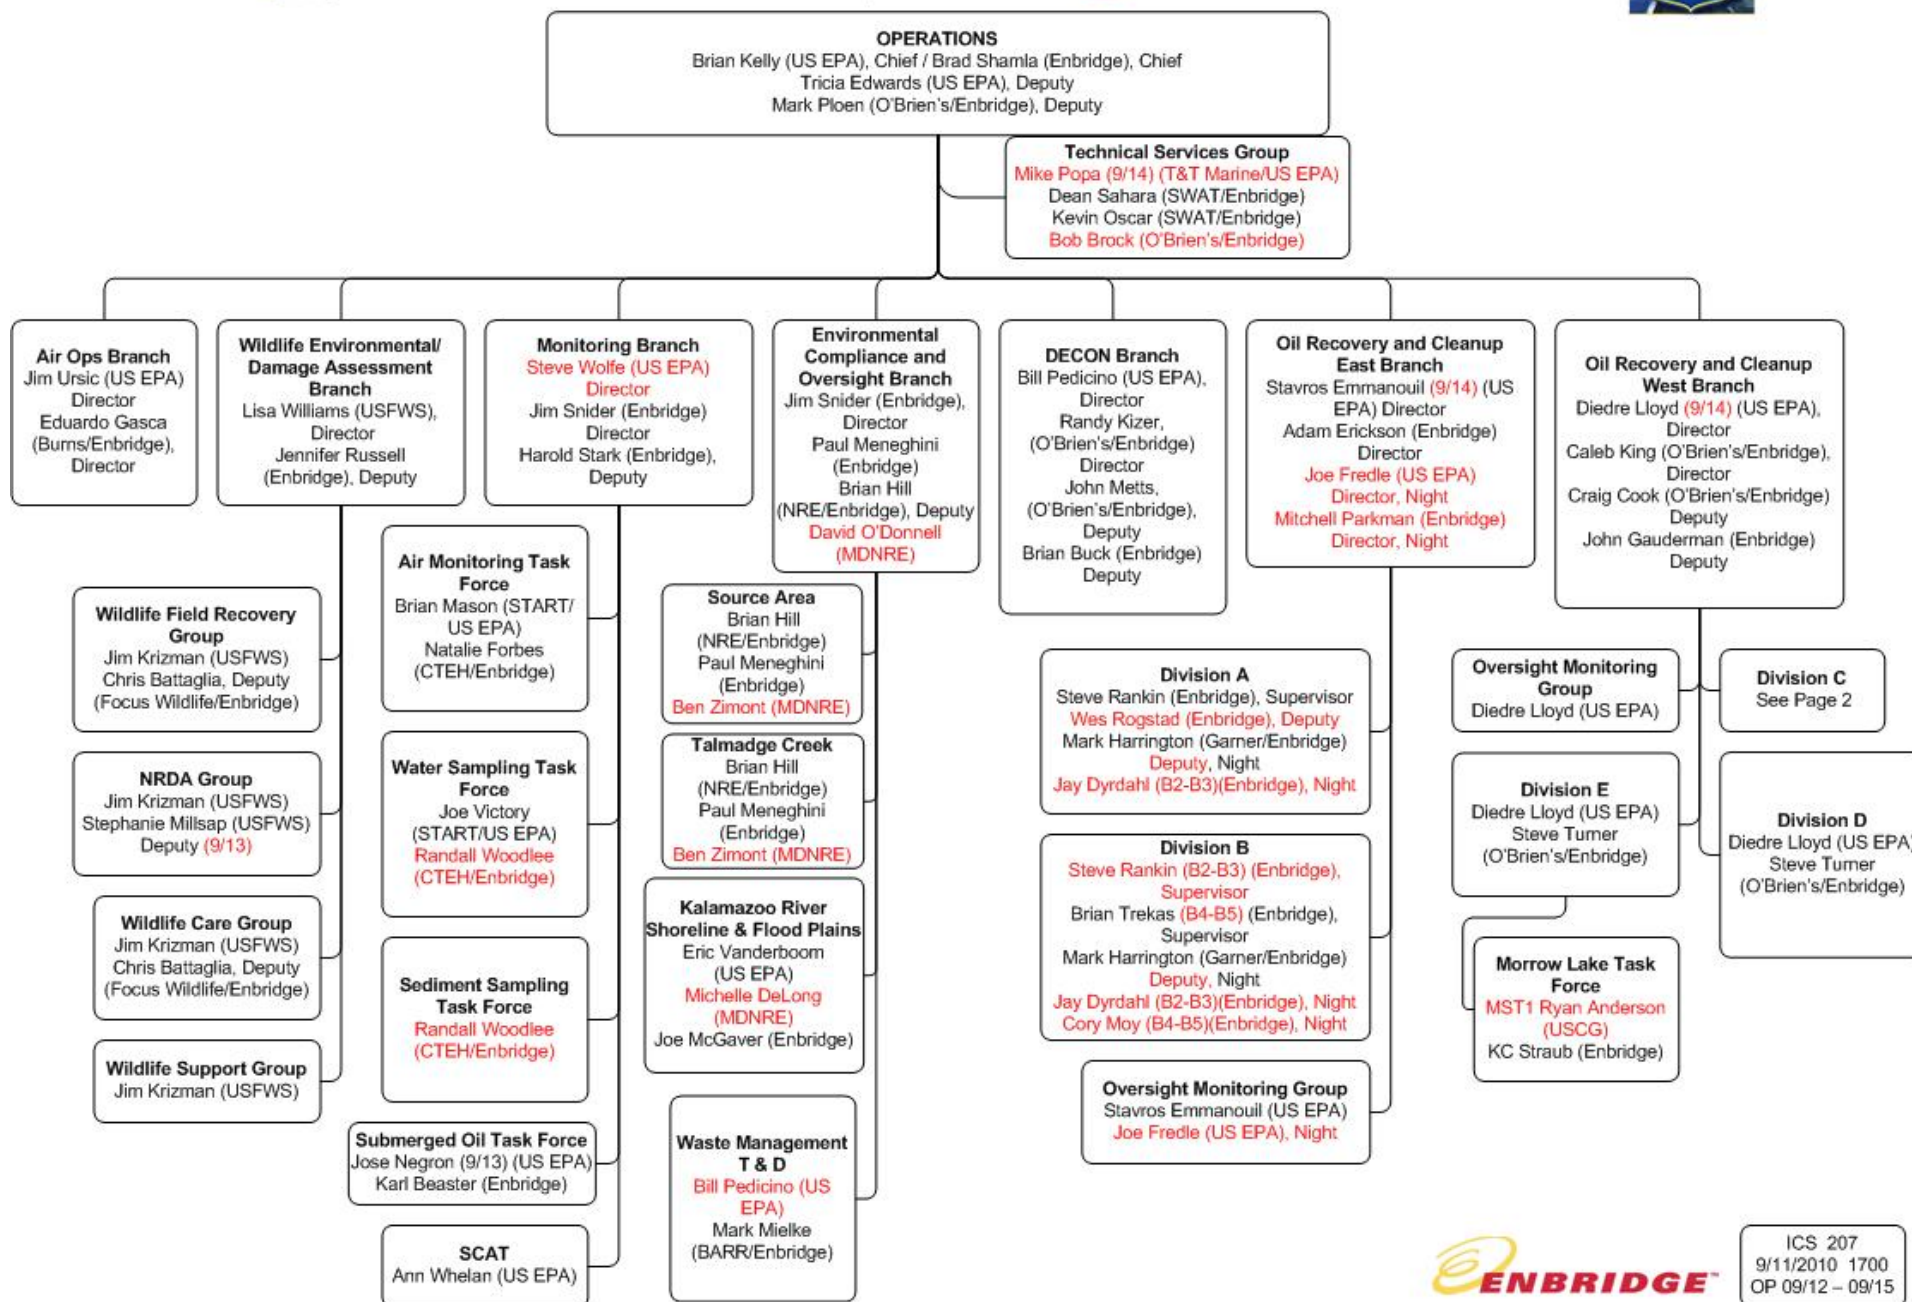 OPERATIONS
Brian Kelly (US EPA), Chief / Brad Shamla (Enbridge), Chief
Tricia Edwards (US EPA), Deputy
Mark Ploen (O'Brien's/Enbridge), Deputy
Technical Services Group
Mike Popa (9/14) (T&T Marine/US EPA)
Dean Sahara (SWAT/Enbridge)
Kevin Oscar (SWAT/Enbridge)
Bob Brock (O'Brien's/Enbridge)
Air Ops Branch
Jim Ursic (US EPA)
Director
Eduardo Gasca
(Burns/Enbridge),
Director
Wildlife Environmental/
Damage Assessment
Branch
Lisa Williams (USFWS),
Director
Jennifer Russell
(Enbridge), Deputy
Monitoring Branch
Steve Wolfe (US EPA)
Director
Jim Snider (Enbridge)
Director
Harold Stark (Enbridge),
Deputy
Environmental
Compliance and
Oversight Branch
Jim Snider (Enbridge),
Director
Paul Meneghini
(Enbridge)
Brian Hill
(NRE/Enbridge), Deputy
David O'Donnell
(MDNRE)
DECON Branch
Bill Pedicino (US EPA),
Director
Randy Kizer,
(O'Brien's/Enbridge)
Director
John Metts,
(O'Brien's/Enbridge),
Deputy
Brian Buck (Enbridge)
Deputy
Oil Recovery and Cleanup
East Branch
Stavros Emmanouil (9/14) (US
EPA) Director
Adam Erickson (Enbridge)
Director
Joe Fredle (US EPA)
Director, Night
Mitchell Parkman (Enbridge)
Director, Night
Oil Recovery and Cleanup
West Branch
Diedre Lloyd (9/14) (US EPA),
Director
Caleb King (O'Brien's/Enbridge),
Director
Craig Cook (O'Brien's/Enbridge)
Deputy
John Gauderman (Enbridge)
Deputy
Wildlife Field Recovery
Group
Jim Krizman (USFWS)
Chris Battaglia, Deputy
(Focus Wildlife/Enbridge)
NRDA Group
Jim Krizman (USFWS)
Stephanie Millsap (USFWS)
Deputy (9/13)
Wildlife Care Group
Jim Krizman (USFWS)
Chris Battaglia, Deputy
(Focus Wildlife/Enbridge)
Wildlife Support Group
Jim Krizman (USFWS)
Air Monitoring Task
Force
Brian Mason (START/
US EPA)
Natalie Forbes
(CTEH/Enbridge)
Water Sampling Task
Force
Joe Victory
(START/US EPA)
Randall Woodlee
(CTEH/Enbridge)
Sediment Sampling
Task Force
Randall Woodlee
(CTEH/Enbridge)
Submerged Oil Task Force
Jose Negron (9/13) (US EPA)
Karl Beaster (Enbridge)
SCAT
Ann Whelan (US EPA)
Source Area
Brian Hill
(NRE/Enbridge)
Paul Meneghini
(Enbridge)
Ben Zimont (MDNRE)
Talmadge Creek
Brian Hill
(NRE/Enbridge)
Paul Meneghini
(Enbridge)
Ben Zimont (MDNRE)
Kalamazoo River
Shoreline & Flood Plains
Eric Vanderboom
(US EPA)
Michelle DeLong
(MDNRE)
Joe McGaver (Enbridge)
Waste Management
T & D
Bill Pedicino (US
EPA)
Mark Mielke
(BARR/Enbridge)
Division A
Steve Rankin (Enbridge), Supervisor
Wes Rogstad (Enbridge), Deputy
Mark Harrington (Garner/Enbridge)
Deputy, Night
Jay Dyrdahl (B2-B3)(Enbridge), Night
Division B
Steve Rankin (B2-B3) (Enbridge),
Supervisor
Brian Trekas (B4-B5) (Enbridge),
Supervisor
Mark Harrington (Garner/Enbridge)
Deputy, Night
Jay Dyrdahl (B2-B3)(Enbridge), Night
Cory Moy (B4-B5)(Enbridge), Night
Oversight Monitoring Group
Stavros Emmanouil (US EPA)
Joe Fredle (US EPA), Night
Oversight Monitoring
Group
Diedre Lloyd (US EPA)
Division C
See Page 2
Division E
Diedre Lloyd (US EPA)
Steve Turner
(O'Brien's/Enbridge)
Division D
Diedre Lloyd (US EPA)
Steve Turner
(O'Brien's/Enbridge)
Morrow Lake Task
Force
MST1 Ryan Anderson
(USCG)
KC Straub (Enbridge)
ENBRIDGE™
ICS 207
9/11/2010 1700
OP 09/12 – 09/15